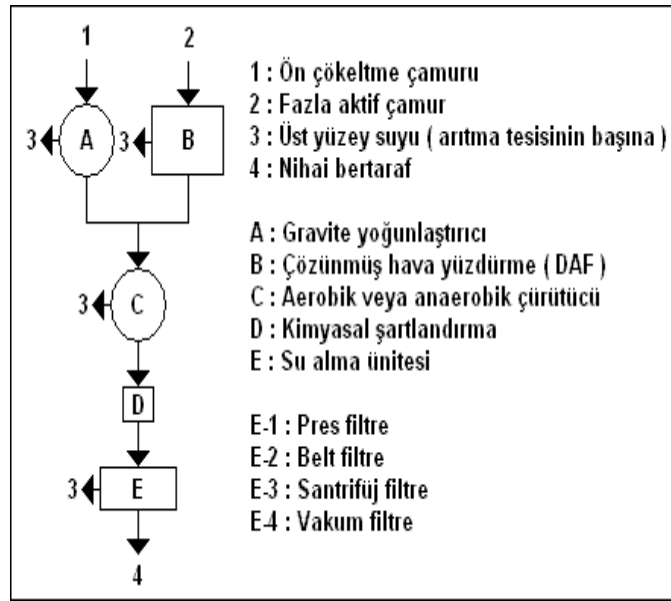 1 2
1 : Ön çökeltme çamuru
2 : Fazla aktif çamur
3 : Üst yüzey suyu ( arıtma tesisinin başına )
4 : Nihai bertaraf
3 A 3 B
A : Gravite yoğunlaştırıcı
B : Çözünmüş hava yüzdürme ( DAF )
C : Aerobik veya anaerobik çürütücü
D : Kimyasal şartlandırma
E : Su alma ünitesi
3 C
D
E-1 : Pres filtre
E-2 : Belt filtre
E-3 : Santrifüj filtre
E-4 : Vakum filtre
3 E
4